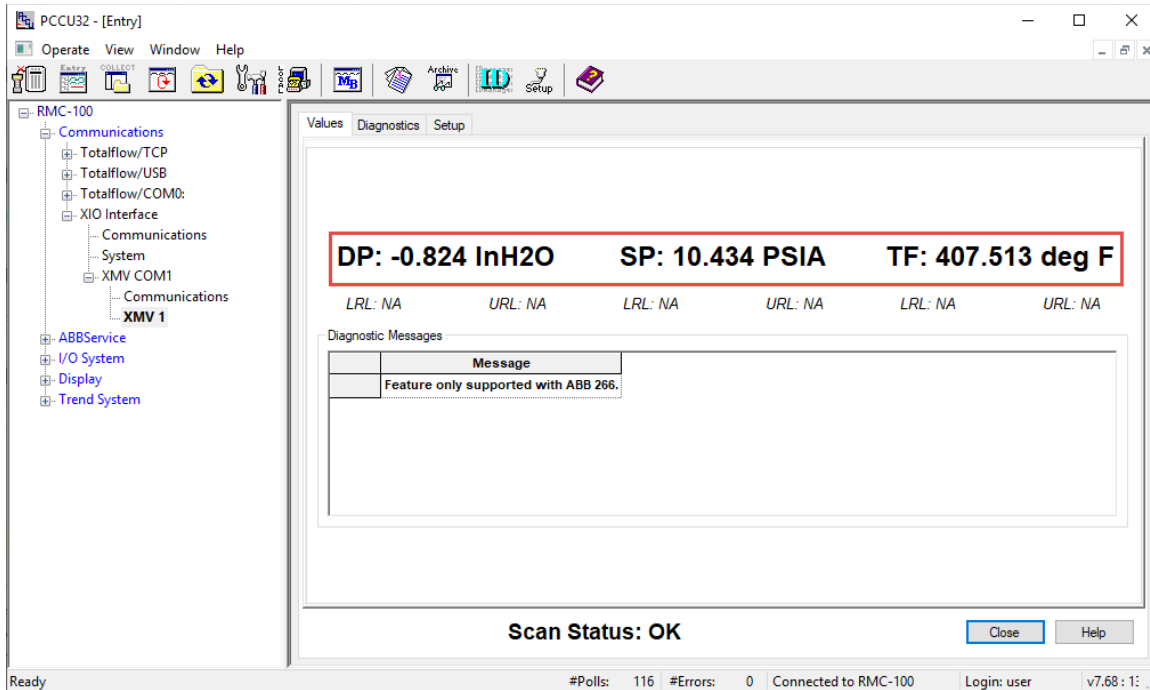 PCCU32 - [Entry]
Operate View Window Help
Entry COLLECT Archive Setup
MB ID
RMC-100
Communications
Totalflow/TCP
Totalflow/USB
Totalflow/COM0:
XIO Interface
Communications
System
XMV COM1
Communications
XMV 1
ABBService
I/O System
Display
Trend System
Values Diagnostics Setup
DP: -0.824 InH2O SP: 10.434 PSIA TF: 407.513 deg F
LRL: NA URL: NA LRL: NA URL: NA LRL: NA URL: NA
Diagnostic Messages
Message
Feature only supported with ABB 266.
Scan Status: OK
Close Help
Ready #Polls: 116 #Errors: 0 Connected to RMC-100 Login: user v7.68 : 13